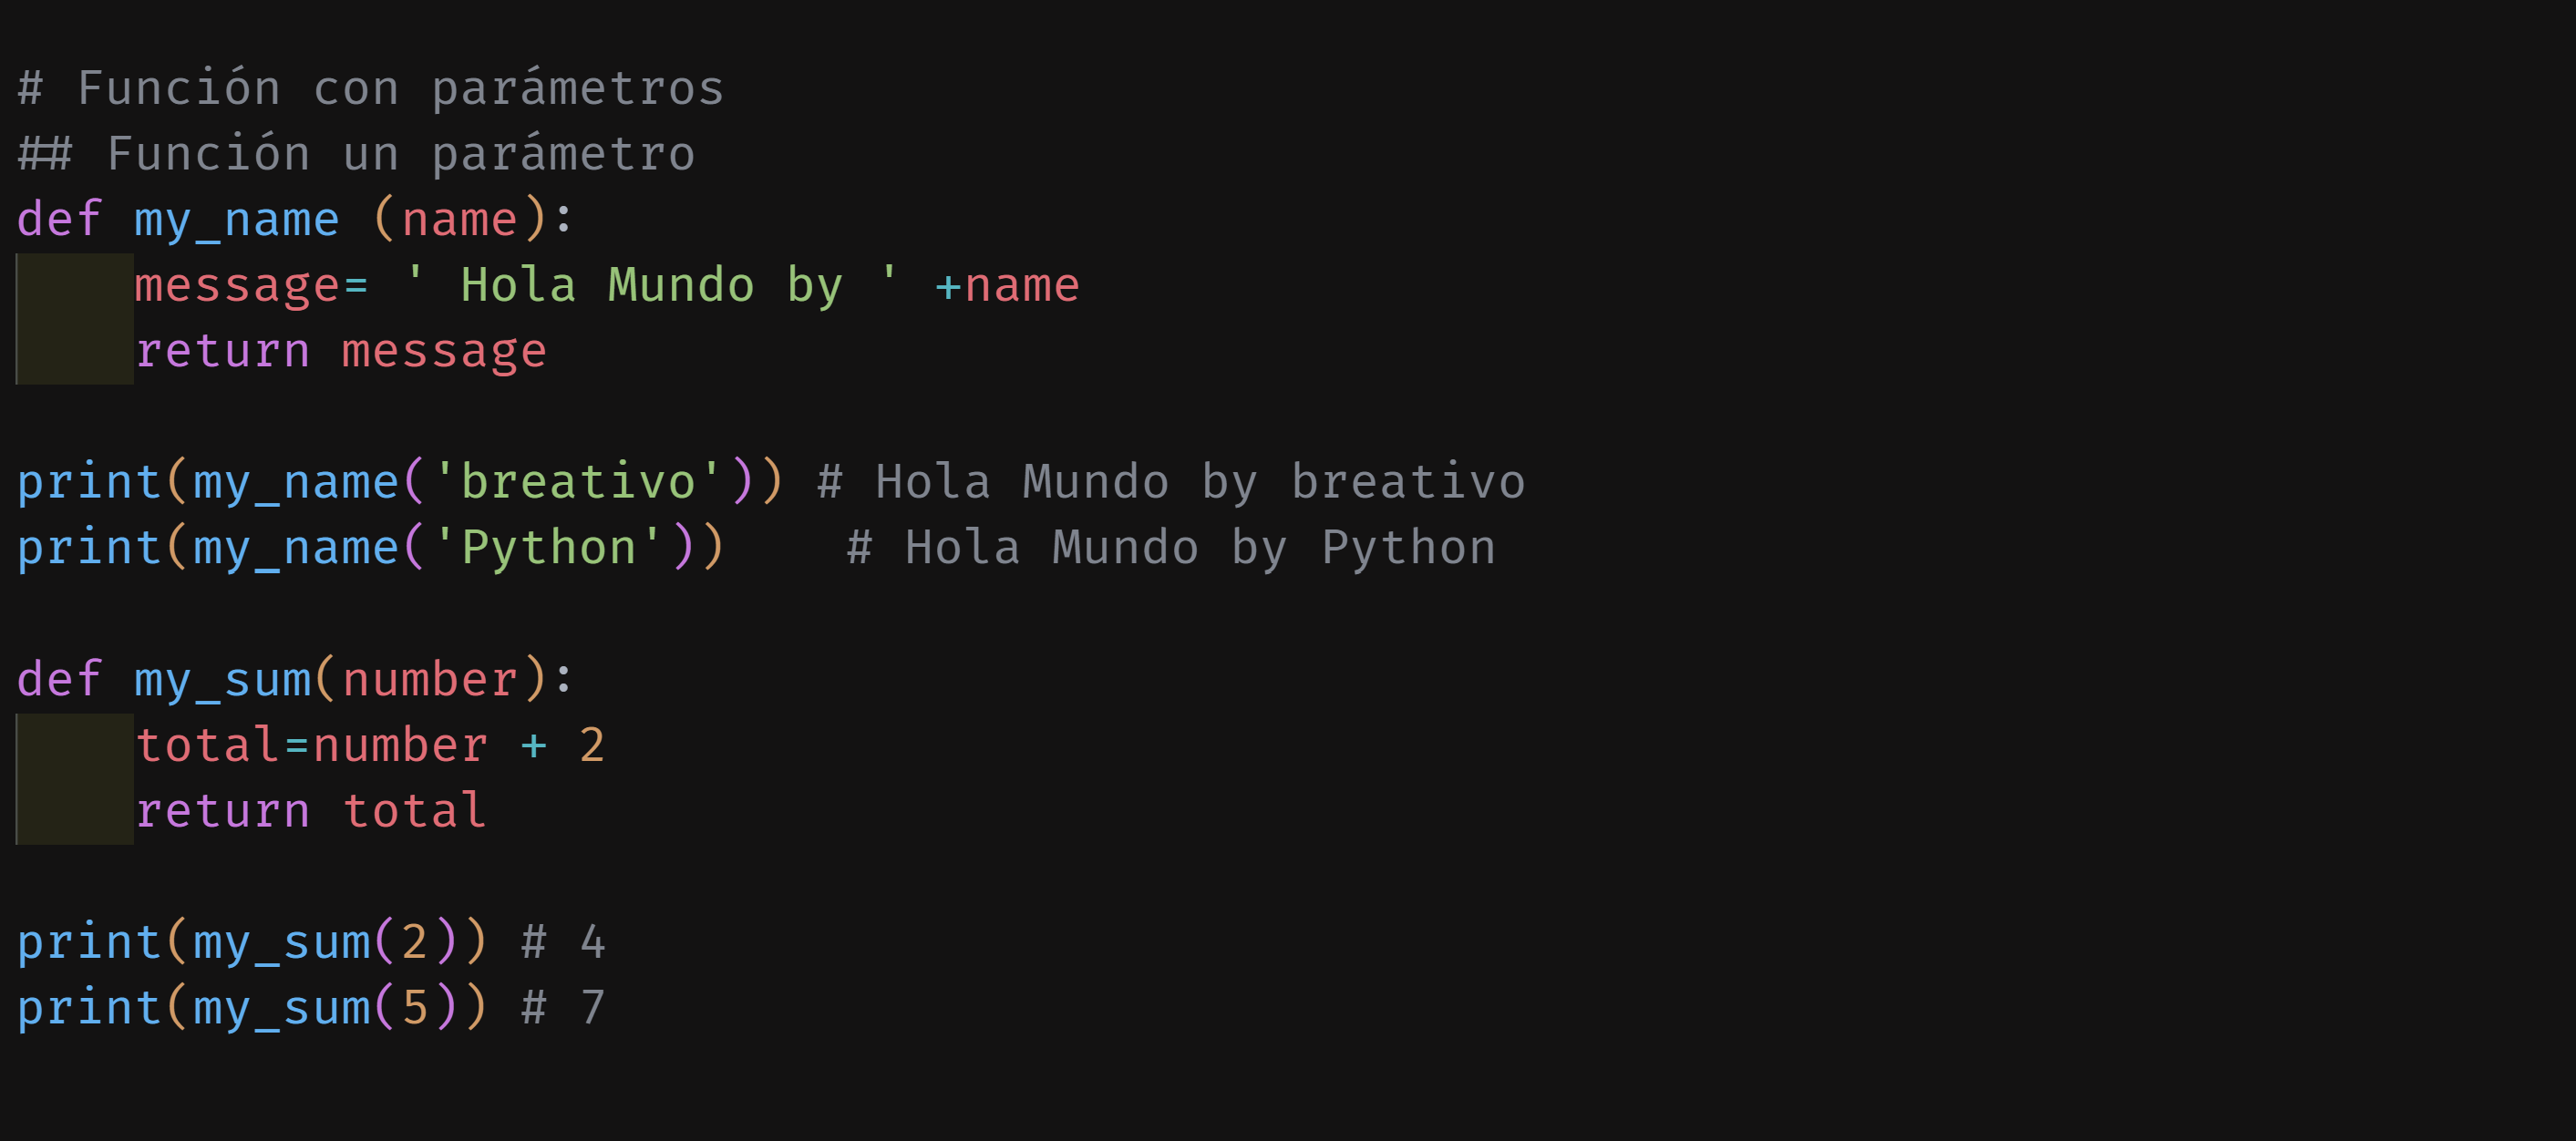 # Función con parámetros
## Función un parámetro
def my_name (name):
    message= ' Hola Mundo by ' +name
    return message
print(my_name('breativo')) # Hola Mundo by breativo
print(my_name('Python'))    # Hola Mundo by Python
def my_sum(number):
    total=number + 2
    return total
print(my_sum(2)) # 4
print(my_sum(5)) # 7